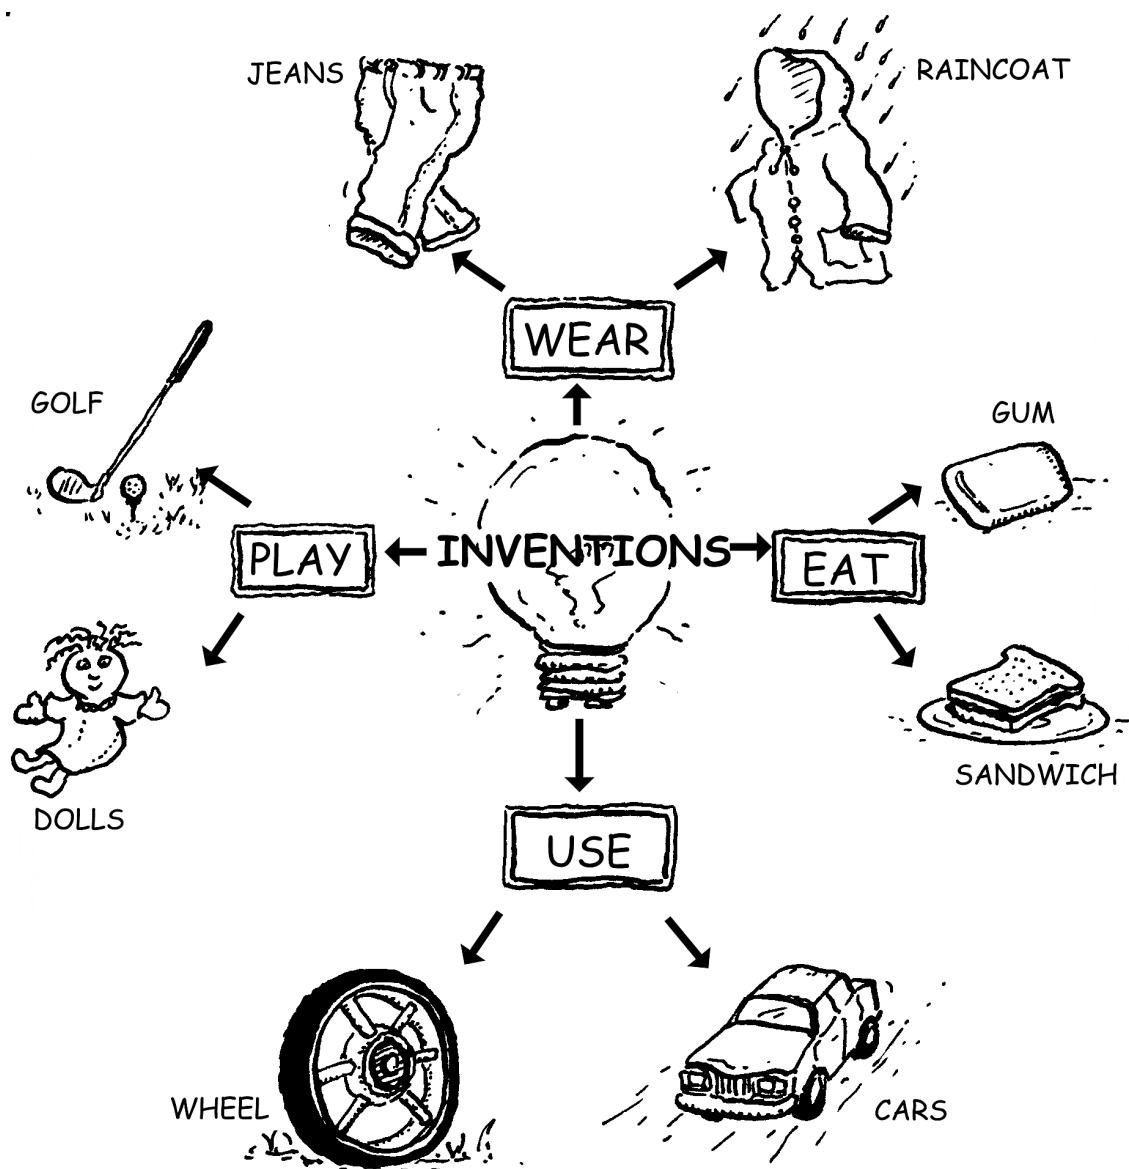 JEANS
RAINCOAT
WEAR
GOLF
GUM
PLAY
INVENTIONS
EAT
DOLLS
SANDWICH
USE
WHEEL
CARS